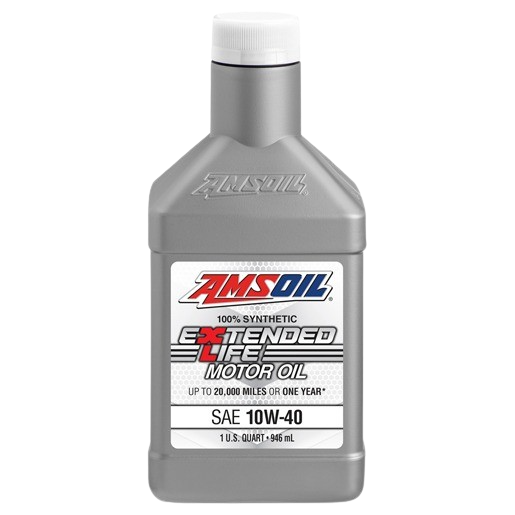 AMSOIL
AMSOIL®
100% SYNTHETIC
EXTENDED
LIFE
MOTOR OIL
UP TO 20,000 MILES OR ONE YEAR*
SAE 10W-40
1 U.S. QUART • 946 mL